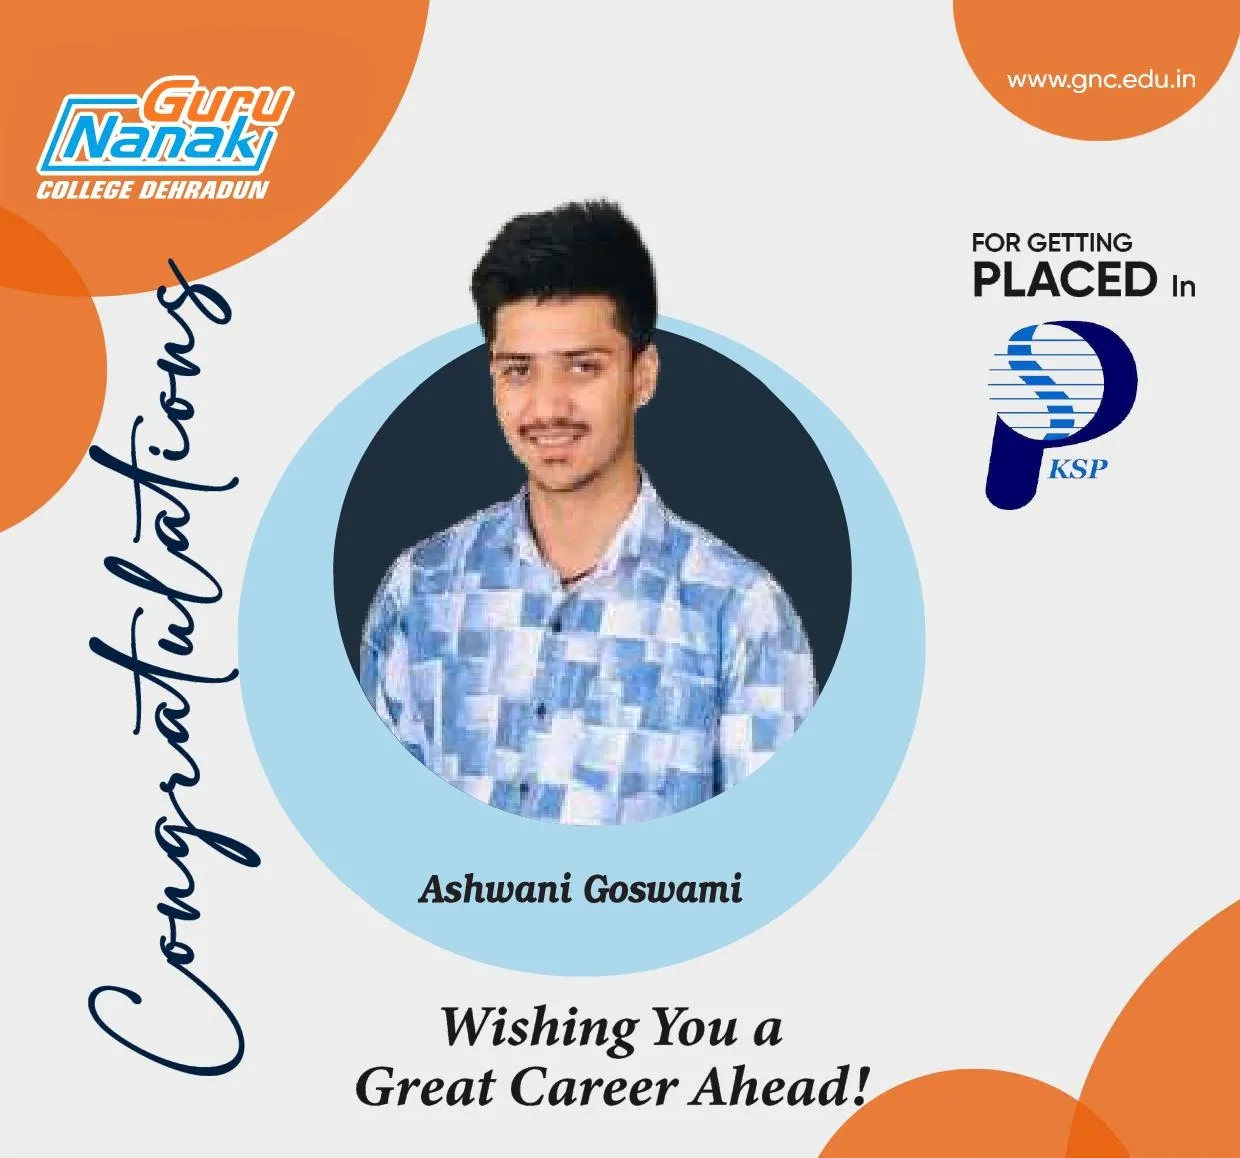 Guru
Nanak
COLLEGE DEHRADUN
www.gnc.edu.in
Congratulations
FOR GETTING
PLACED In
KSP
Ashwani Goswami
Wishing You a
Great Career Ahead!